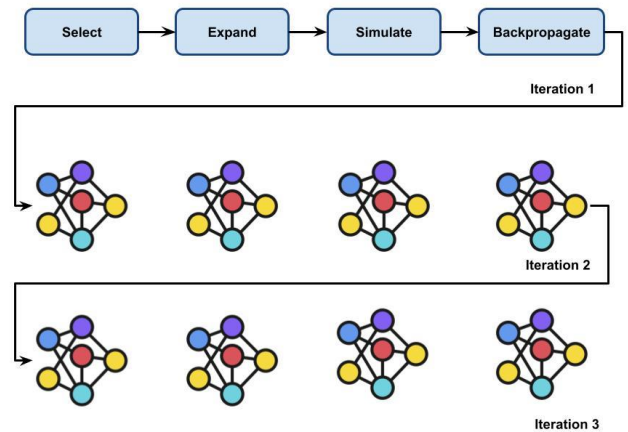 Select
Expand
Simulate
Backpropagate
Iteration 1
Iteration 2
Iteration 3